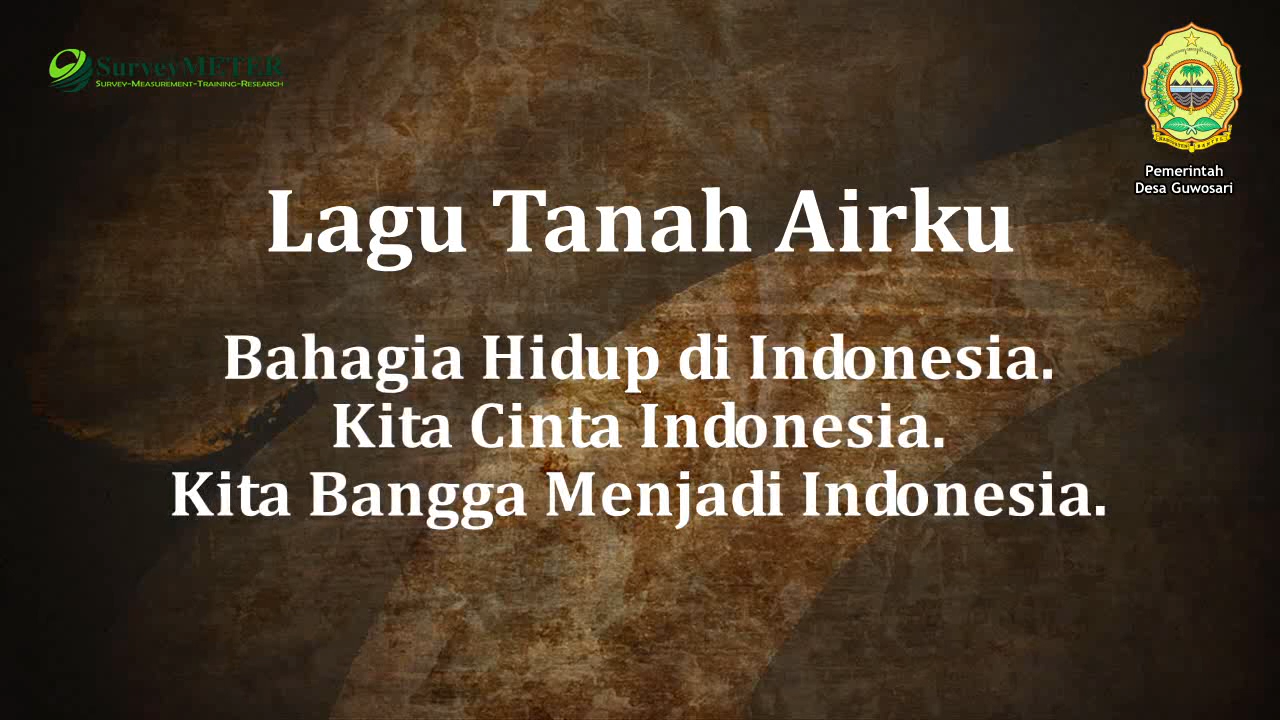 SurveyMETER
SURVEY-MEASUREMENT-TRAINING-RESEARCH
Pemerintah
Desa Guwosari
Lagu Tanah Airku
Bahagia Hidup di Indonesia.
Kita Cinta Indonesia.
Kita Bangga Menjadi Indonesia.